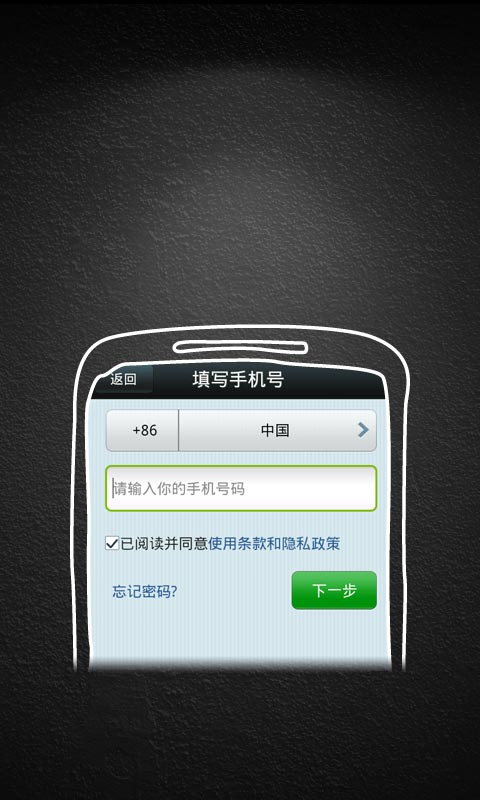 返回
填写手机号
+86
中国
请输入你的手机号码
已阅读并同意使用条款和隐私政策
忘记密码?
下一步